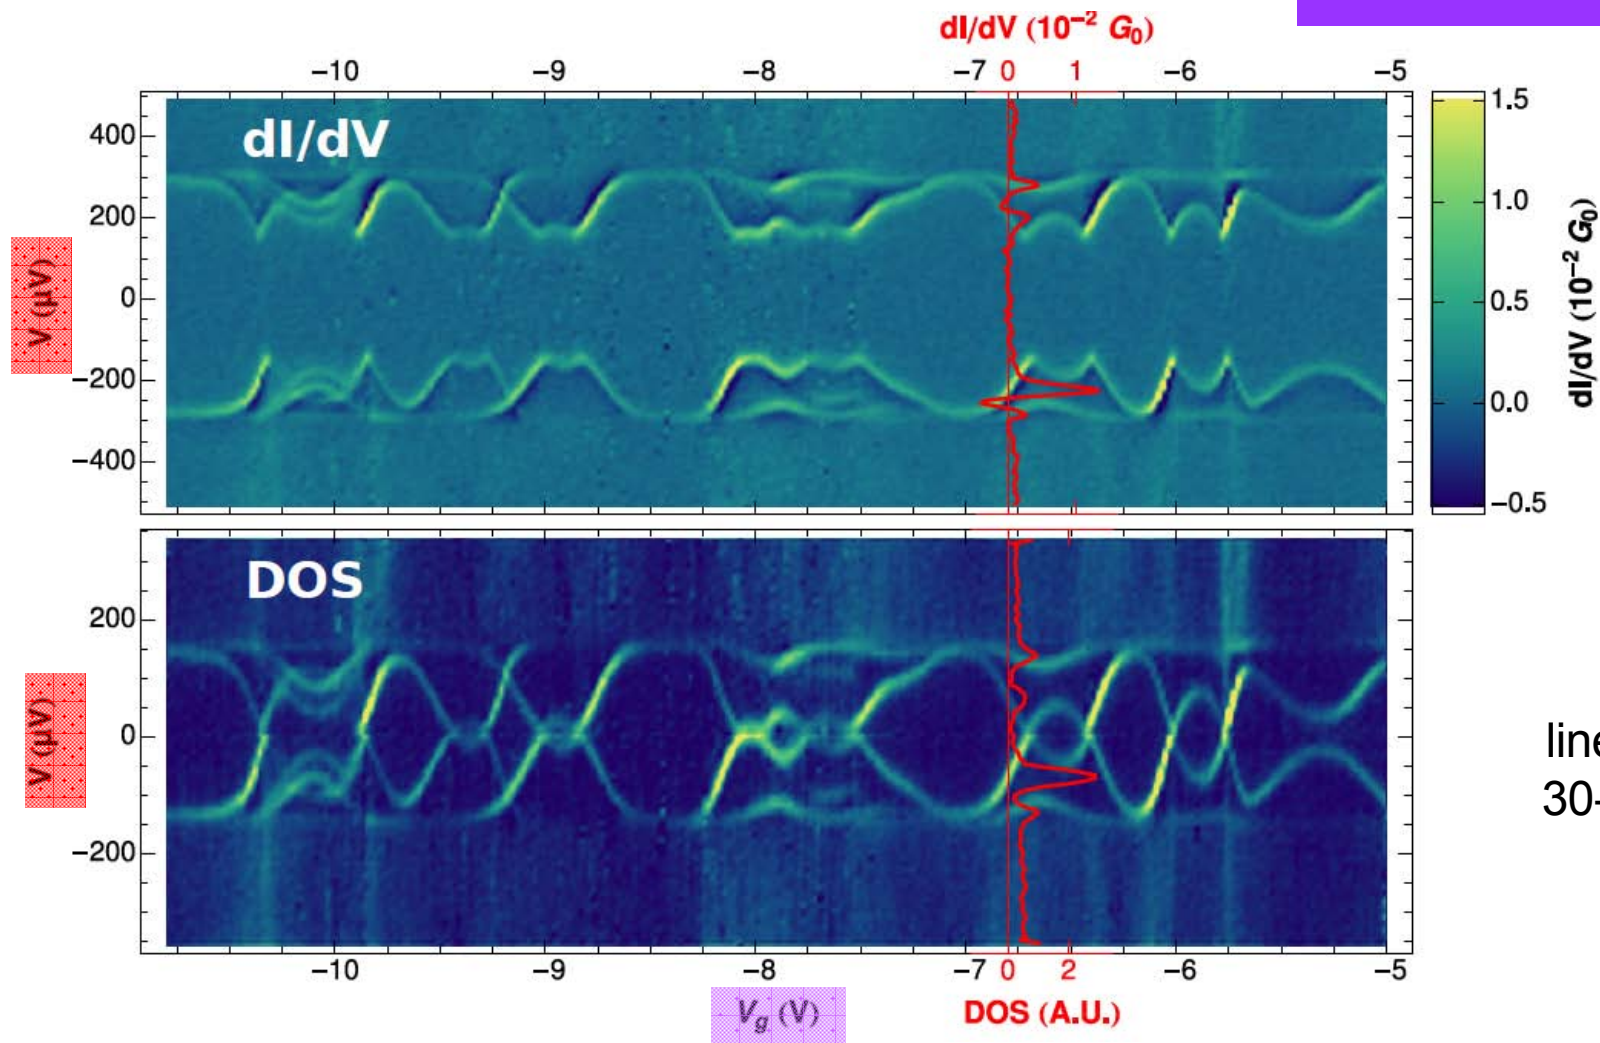 dI/dV (10⁻² G₀)
−10 −9 −8 −7 0 1 −6 −5
dI/dV
400
200
0
−200
−400
V (μV)
1.5
1.0
0.5
0.0
−0.5
dI/dV (10⁻² G₀)
DOS
200
0
−200
V (μV)
line
30-
−10 −9 −8 −7 0 2 −6 −5
V_g (V)
DOS (A.U.)